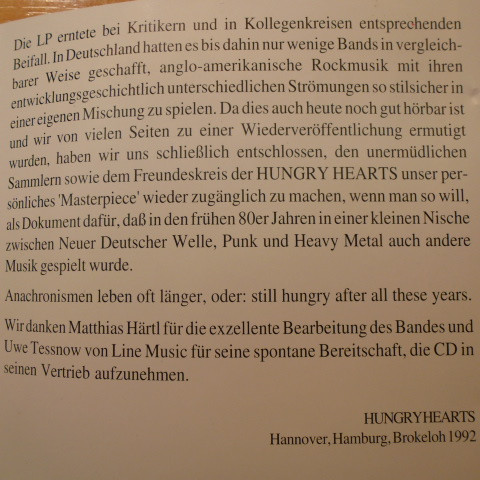 Die LP erntete bei Kritikern und in Kollegenkreisen entsprechenden
Beifall. In Deutschland hatten es bis dahin nur wenige Bands in vergleich-
barer Weise geschafft, anglo-amerikanische Rockmusik mit ihren
entwicklungsgeschichtlich unterschiedlichen Strömungen so stilsicher in
einer eigenen Mischung zu spielen. Da dies auch heute noch gut hörbar ist
und wir von vielen Seiten zu einer Wiederveröffentlichung ermutigt
wurden, haben wir uns schließlich entschlossen, den unermüdlichen
Sammlern sowie dem Freundeskreis der HUNGRY HEARTS unser per-
sönliches 'Masterpiece' wieder zugänglich zu machen, wenn man so will,
als Dokument dafür, daß in den frühen 80er Jahren in einer kleinen Nische
zwischen Neuer Deutscher Welle, Punk und Heavy Metal auch andere
Musik gespielt wurde.
Anachronismen leben oft länger, oder: still hungry after all these years.
Wir danken Matthias Härtl für die exzellente Bearbeitung des Bandes und
Uwe Tessnow von Line Music für seine spontane Bereitschaft, die CD in
seinen Vertrieb aufzunehmen.
HUNGRY HEARTS
Hannover, Hamburg, Brokeloh 1992